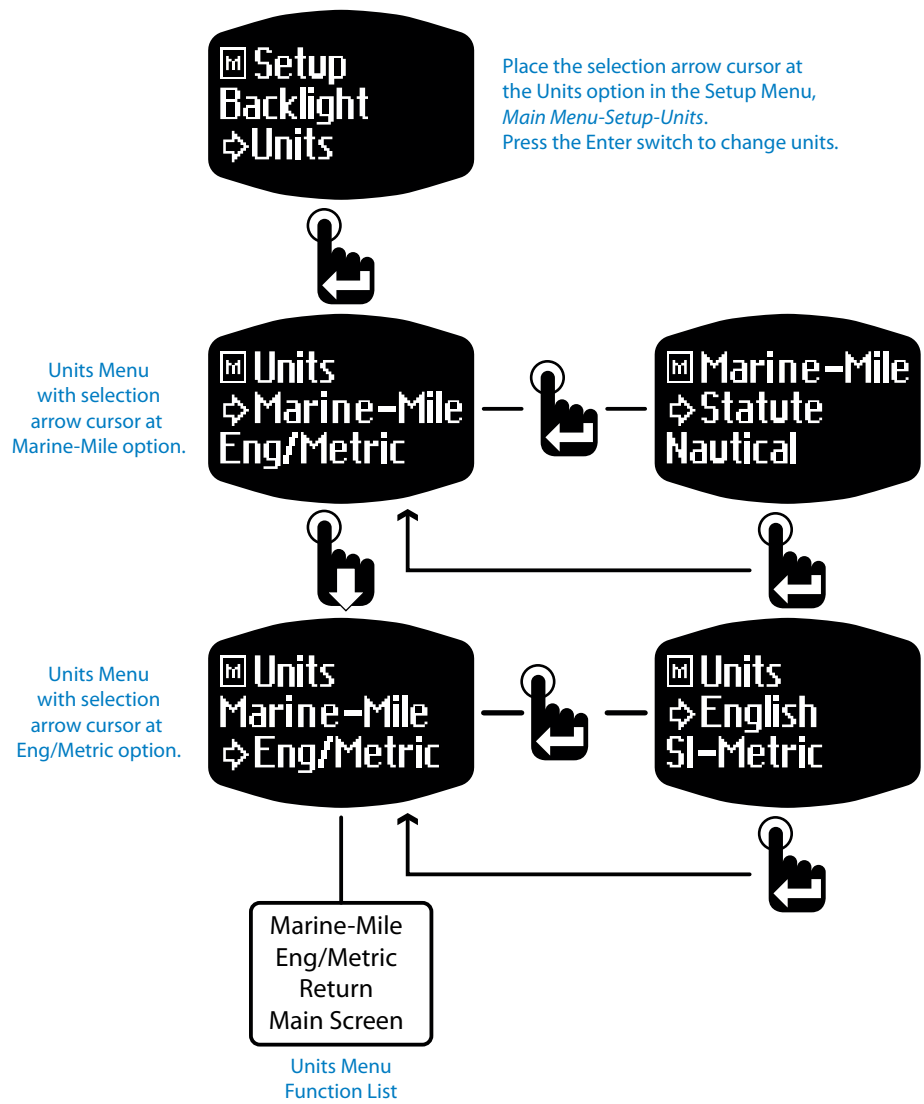 M Setup
Backlight
➪Units
Place the selection arrow cursor at
the Units option in the Setup Menu,
Main Menu-Setup-Units.
Press the Enter switch to change units.
Units Menu
with selection
arrow cursor at
Marine-Mile option.
M Units
➪Marine-Mile
Eng/Metric
M Marine-Mile
➪Statute
Nautical
Units Menu
with selection
arrow cursor at
Eng/Metric option.
M Units
Marine-Mile
➪Eng/Metric
M Units
➪English
SI-Metric
Marine-Mile
Eng/Metric
Return
Main Screen
Units Menu
Function List